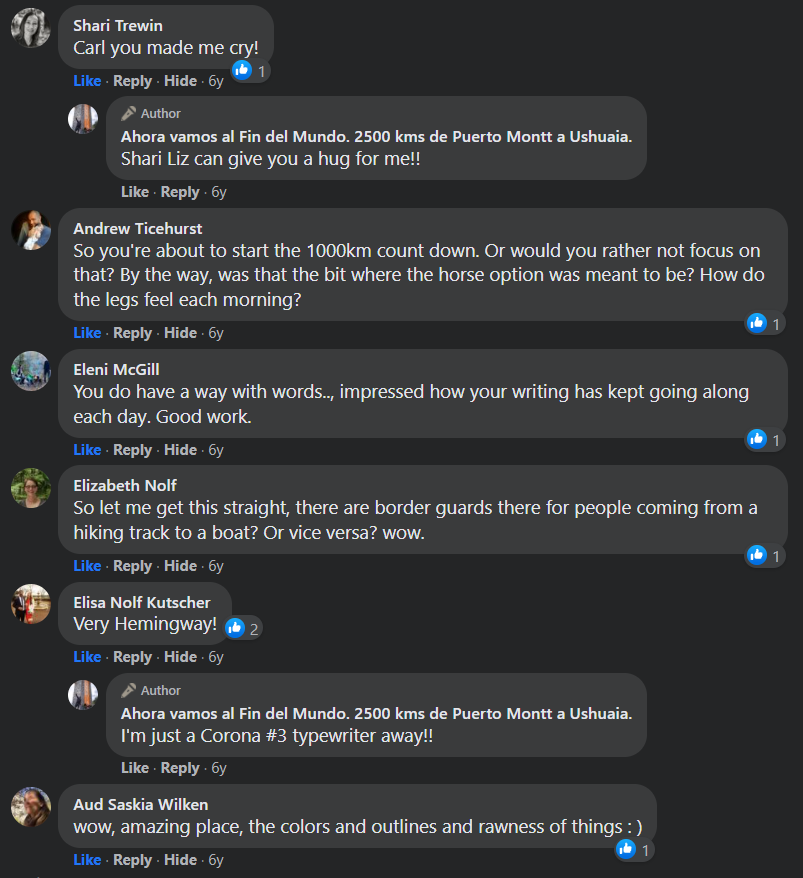 Shari Trewin
Carl you made me cry!
Like · Reply · Hide · 6y
1
Author
Ahora vamos al Fin del Mundo. 2500 kms de Puerto Montt a Ushuaia.
Shari Liz can give you a hug for me!!
Like · Reply · 6y
Andrew Ticehurst
So you're about to start the 1000km count down. Or would you rather not focus on
that? By the way, was that the bit where the horse option was meant to be? How do
the legs feel each morning?
1
Like · Reply · Hide · 6y
Eleni McGill
You do have a way with words.., impressed how your writing has kept going along
each day. Good work.
1
Like · Reply · Hide · 6y
Elizabeth Nolf
So let me get this straight, there are border guards there for people coming from a
hiking track to a boat? Or vice versa? wow.
1
Like · Reply · Hide · 6y
Elisa Nolf Kutscher
Very Hemingway!
2
Like · Reply · Hide · 6y
Author
Ahora vamos al Fin del Mundo. 2500 kms de Puerto Montt a Ushuaia.
I'm just a Corona #3 typewriter away!!
Like · Reply · 6y
Aud Saskia Wilken
wow, amazing place, the colors and outlines and rawness of things : )
1
Like · Reply · Hide · 6y